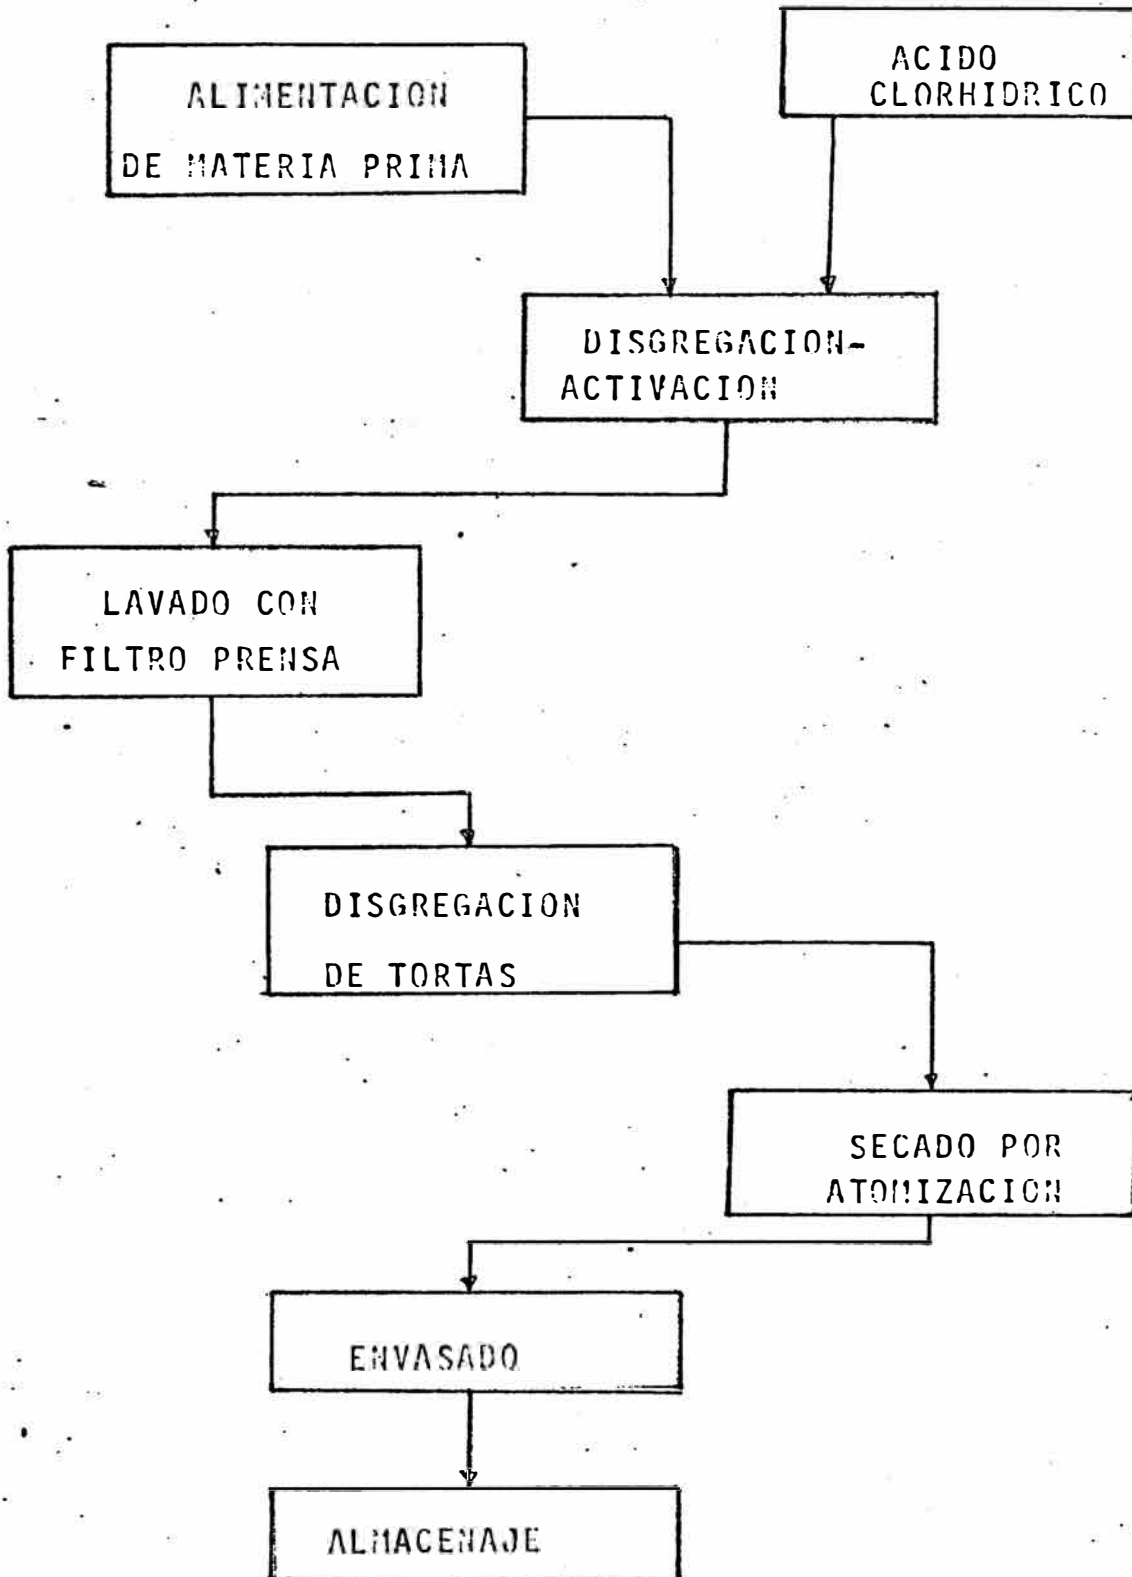 ALIMENTACION
DE MATERIA PRIMA
ACIDO
CLORHIDRICO
DISGREGACION-
ACTIVACION
LAVADO CON
FILTRO PRENSA
DISGREGACION
DE TORTAS
SECADO POR
ATOMIZACION
ENVASADO
ALMACENAJE